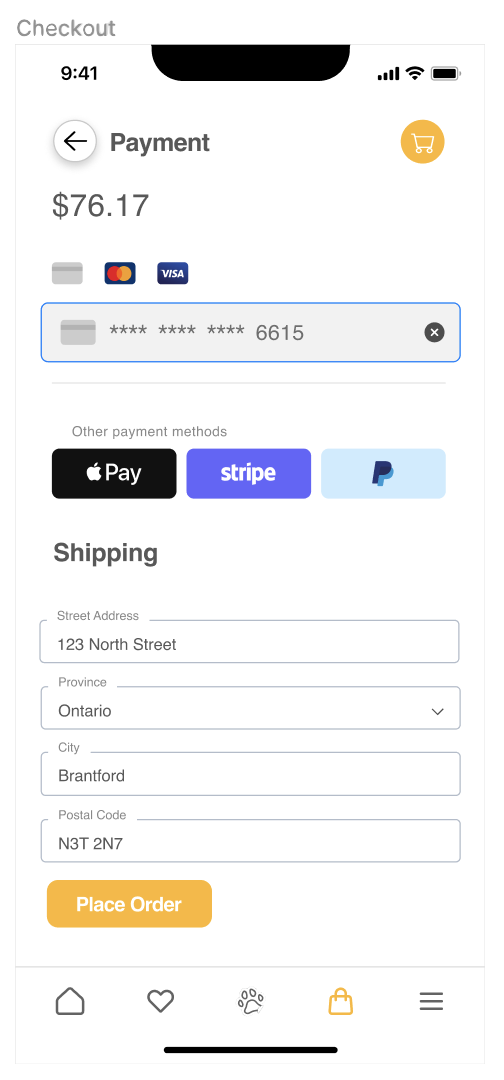 Checkout
9:41
Payment
$76.17
VISA
**** **** **** 6615
Other payment methods
Pay
stripe
Shipping
Street Address
123 North Street
Province
Ontario
City
Brantford
Postal Code
N3T 2N7
Place Order